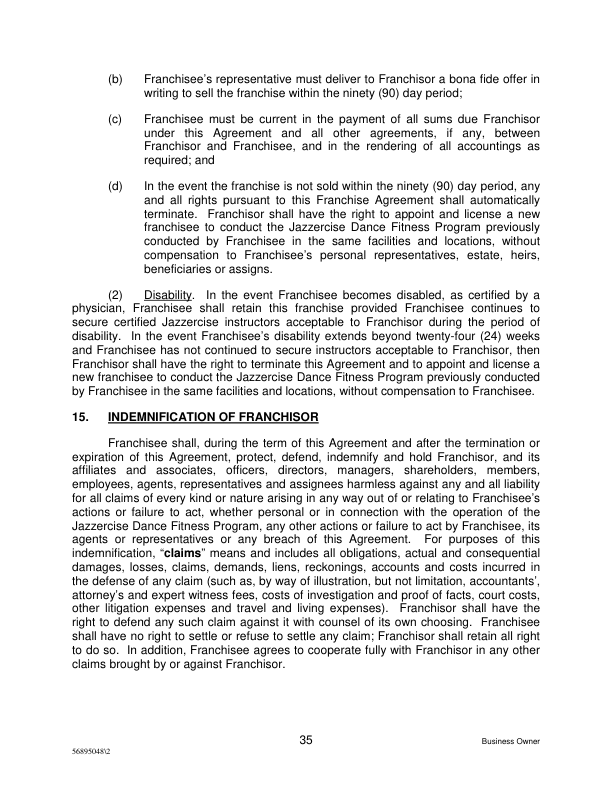 (b) Franchisee's representative must deliver to Franchisor a bona fide offer in
writing to sell the franchise within the ninety (90) day period;
(c) Franchisee must be current in the payment of all sums due Franchisor
under this Agreement and all other agreements, if any, between
Franchisor and Franchisee, and in the rendering of all accountings as
required; and
(d) In the event the franchise is not sold within the ninety (90) day period, any
and all rights pursuant to this Franchise Agreement shall automatically
terminate. Franchisor shall have the right to appoint and license a new
franchisee to conduct the Jazzercise Dance Fitness Program previously
conducted by Franchisee in the same facilities and locations, without
compensation to Franchisee's personal representatives, estate, heirs,
beneficiaries or assigns.
(2) Disability. In the event Franchisee becomes disabled, as certified by a
physician, Franchisee shall retain this franchise provided Franchisee continues to
secure certified Jazzercise instructors acceptable to Franchisor during the period of
disability. In the event Franchisee's disability extends beyond twenty-four (24) weeks
and Franchisee has not continued to secure instructors acceptable to Franchisor, then
Franchisor shall have the right to terminate this Agreement and to appoint and license a
new franchisee to conduct the Jazzercise Dance Fitness Program previously conducted
by Franchisee in the same facilities and locations, without compensation to Franchisee.
15. INDEMNIFICATION OF FRANCHISOR
Franchisee shall, during the term of this Agreement and after the termination or
expiration of this Agreement, protect, defend, indemnify and hold Franchisor, and its
affiliates and associates, officers, directors, managers, shareholders, members,
employees, agents, representatives and assignees harmless against any and all liability
for all claims of every kind or nature arising in any way out of or relating to Franchisee's
actions or failure to act, whether personal or in connection with the operation of the
Jazzercise Dance Fitness Program, any other actions or failure to act by Franchisee, its
agents or representatives or any breach of this Agreement. For purposes of this
indemnification, "claims" means and includes all obligations, actual and consequential
damages, losses, claims, demands, liens, reckonings, accounts and costs incurred in
the defense of any claim (such as, by way of illustration, but not limitation, accountants',
attorney's and expert witness fees, costs of investigation and proof of facts, court costs,
other litigation expenses and travel and living expenses). Franchisor shall have the
right to defend any such claim against it with counsel of its own choosing. Franchisee
shall have no right to settle or refuse to settle any claim; Franchisor shall retain all right
to do so. In addition, Franchisee agrees to cooperate fully with Franchisor in any other
claims brought by or against Franchisor.
35
Business Owner
56895048\2